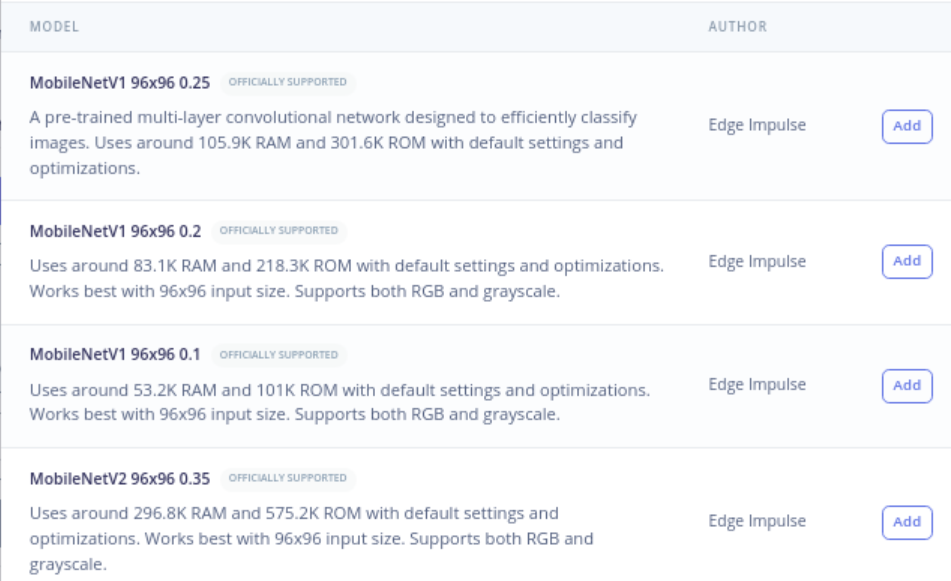 MODEL AUTHOR
MobileNetV1 96x96 0.25 OFFICIALLY SUPPORTED
A pre-trained multi-layer convolutional network designed to efficiently classify
images. Uses around 105.9K RAM and 301.6K ROM with default settings and
optimizations.
Edge Impulse Add
MobileNetV1 96x96 0.2 OFFICIALLY SUPPORTED
Uses around 83.1K RAM and 218.3K ROM with default settings and optimizations.
Works best with 96x96 input size. Supports both RGB and grayscale.
Edge Impulse Add
MobileNetV1 96x96 0.1 OFFICIALLY SUPPORTED
Uses around 53.2K RAM and 101K ROM with default settings and optimizations.
Works best with 96x96 input size. Supports both RGB and grayscale.
Edge Impulse Add
MobileNetV2 96x96 0.35 OFFICIALLY SUPPORTED
Uses around 296.8K RAM and 575.2K ROM with default settings and
optimizations. Works best with 96x96 input size. Supports both RGB and
grayscale.
Edge Impulse Add